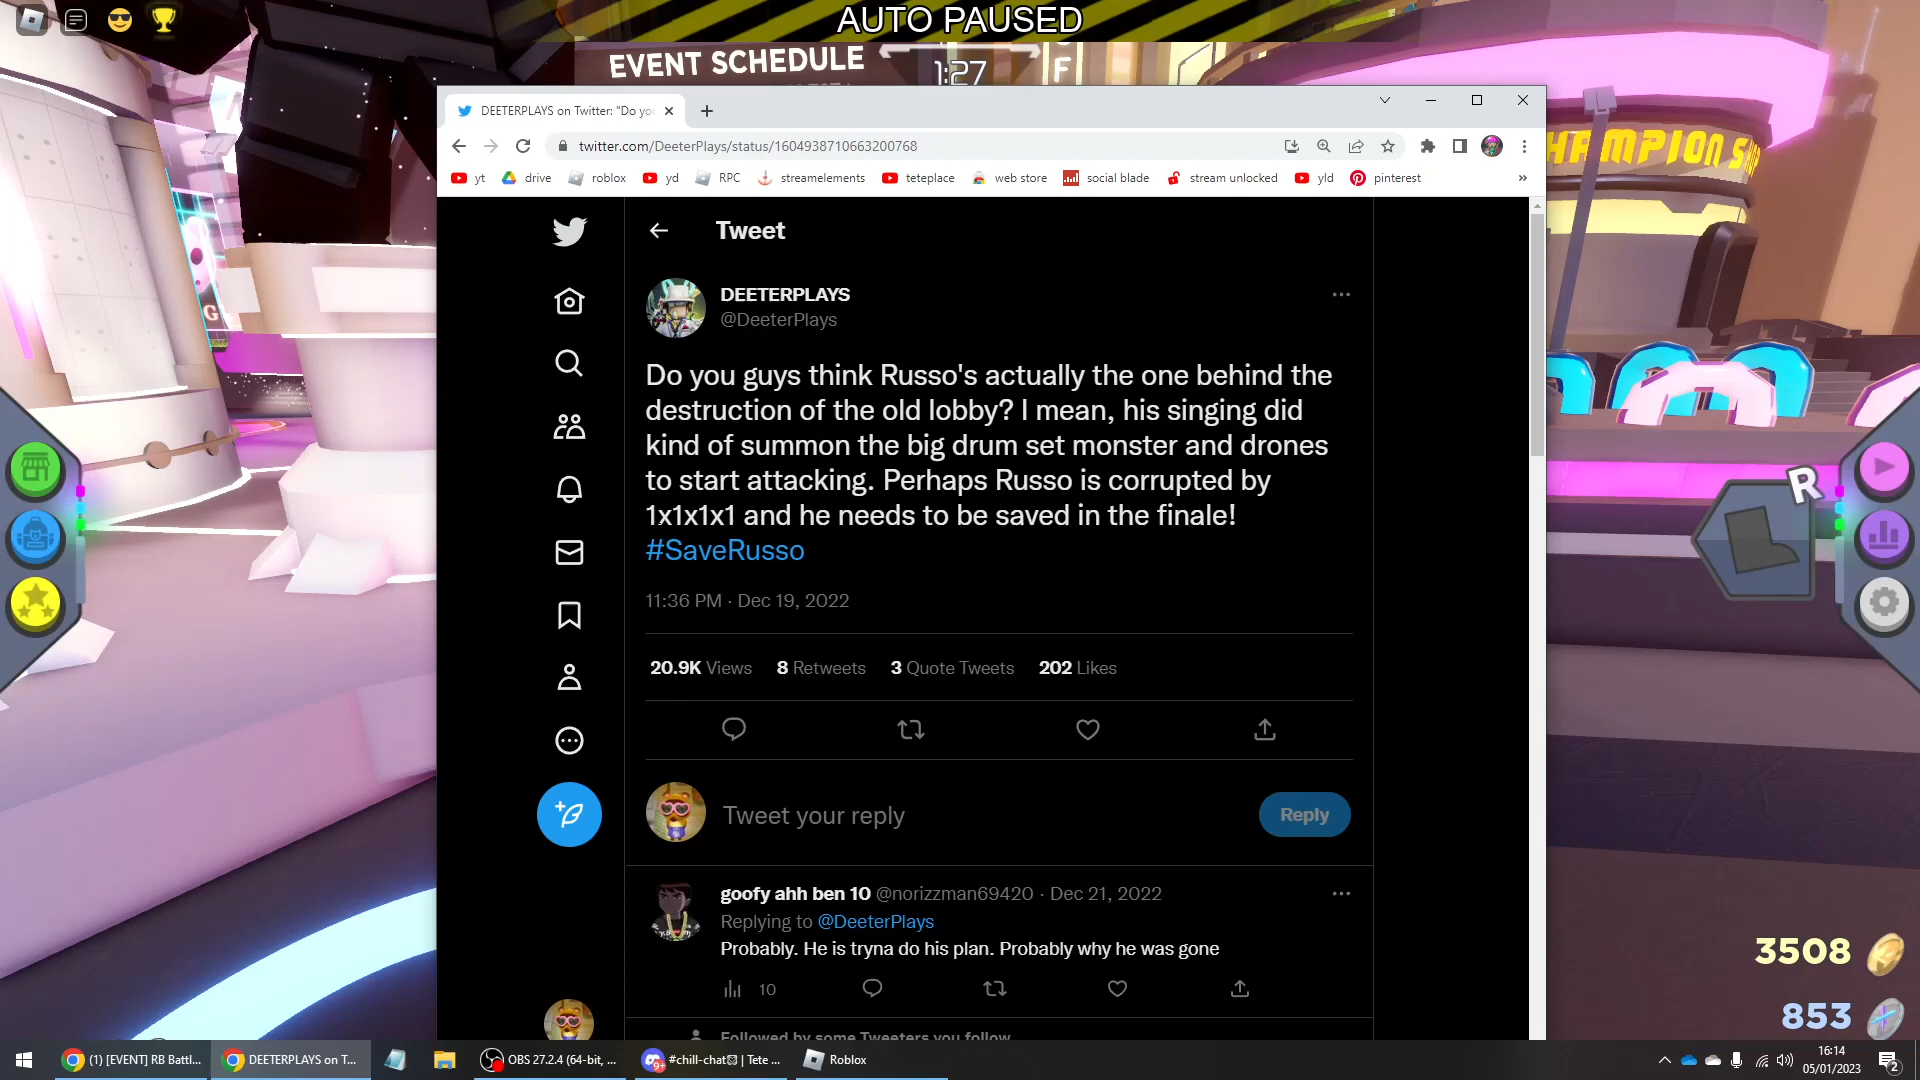 AUTO PAUSED
EVENT SCHEDULE
1:27
F
DEETERPLAYS on Twitter: "Do you
twitter.com/DeeterPlays/status/1604938710663200768
yt
drive
roblox
yd
RPC
streamelements
teteplace
web store
social blade
stream unlocked
yld
pinterest
»
Tweet
DEETERPLAYS
@DeeterPlays
Do you guys think Russo's actually the one behind the
destruction of the old lobby? I mean, his singing did
kind of summon the big drum set monster and drones
to start attacking. Perhaps Russo is corrupted by
1x1x1x1 and he needs to be saved in the finale!
#SaveRusso
11:36 PM · Dec 19, 2022
20.9K Views 8 Retweets 3 Quote Tweets 202 Likes
Tweet your reply
Reply
goofy ahh ben 10 @norizzman69420 · Dec 21, 2022
Replying to @DeeterPlays
Probably. He is tryna do his plan. Probably why he was gone
10
Followed by some Tweeters you follow
G
R
3508
853
(1) [EVENT] RB Battl...
DEETERPLAYS on T...
OBS 27.2.4 (64-bit, ...
9+
#chill-chat | Tete ...
Roblox
16:14
05/01/2023
2